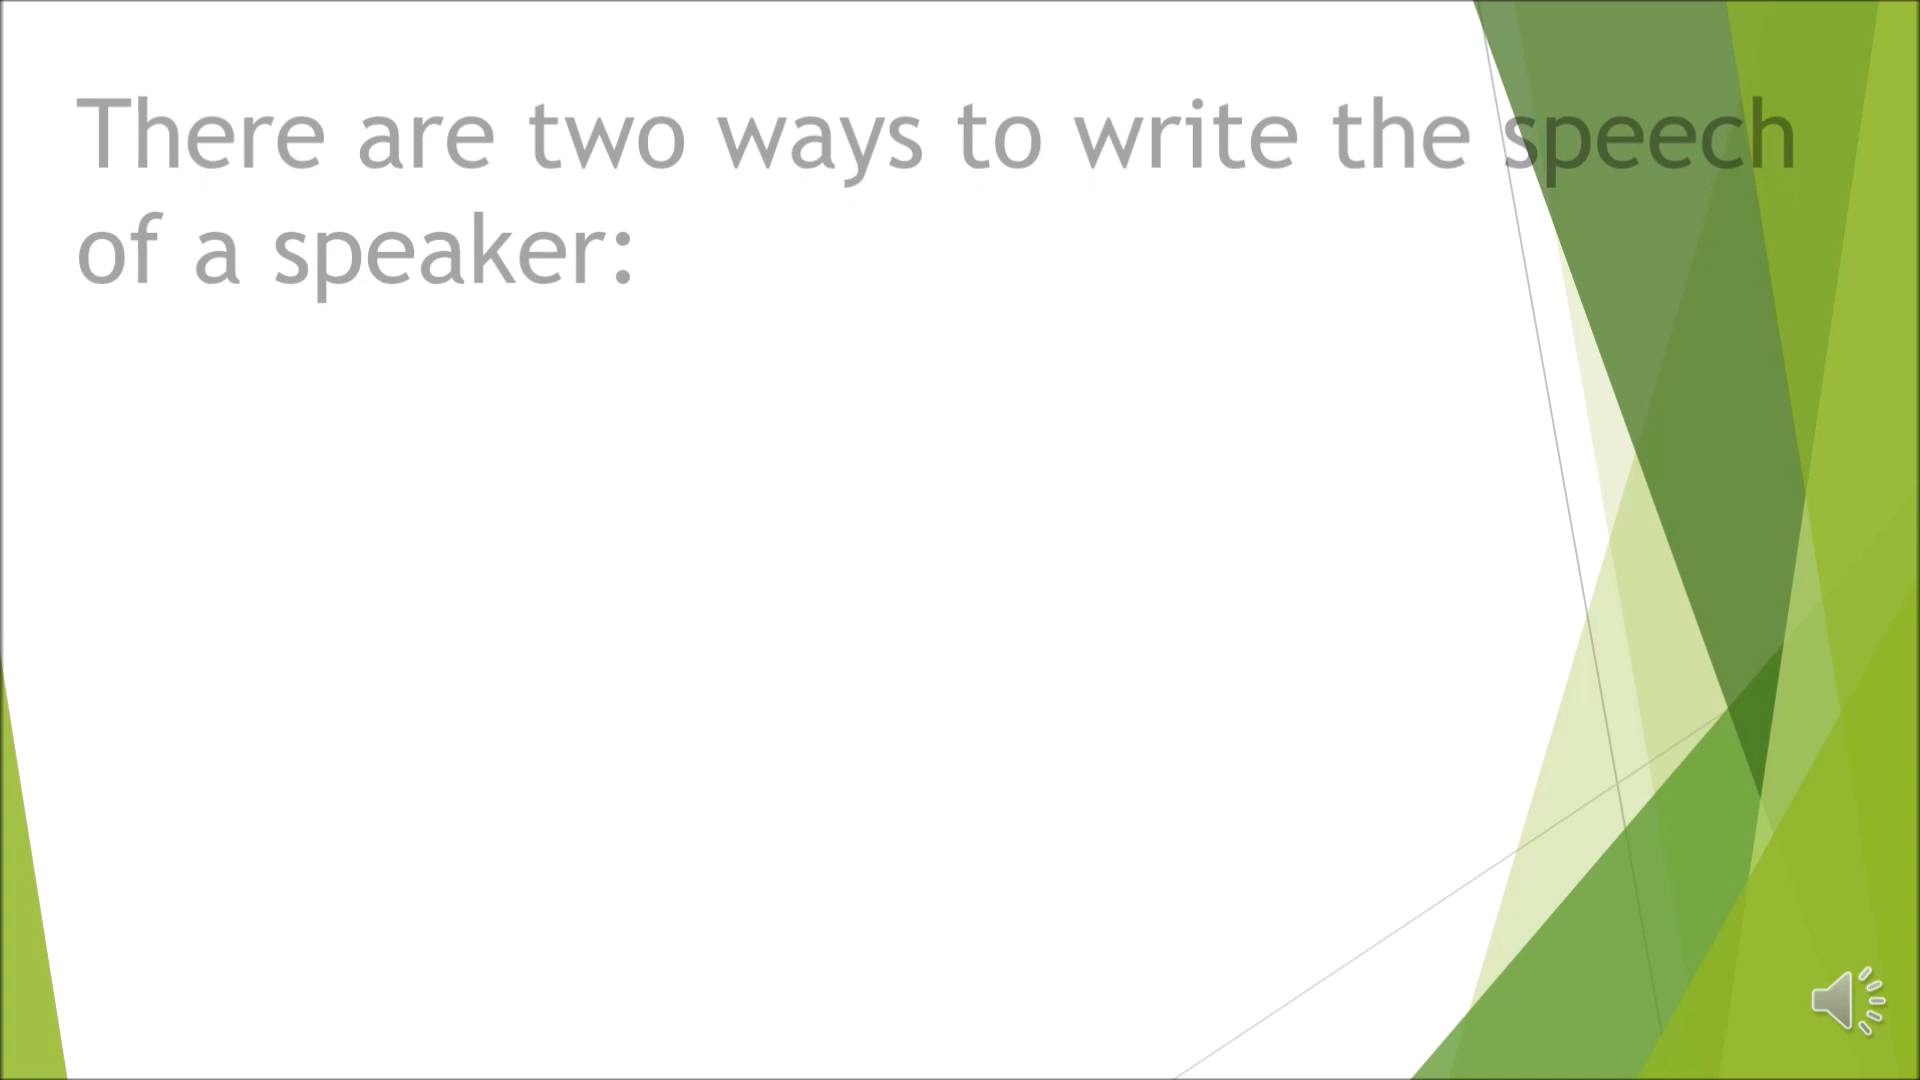 There are two ways to write the speech
of a speaker: